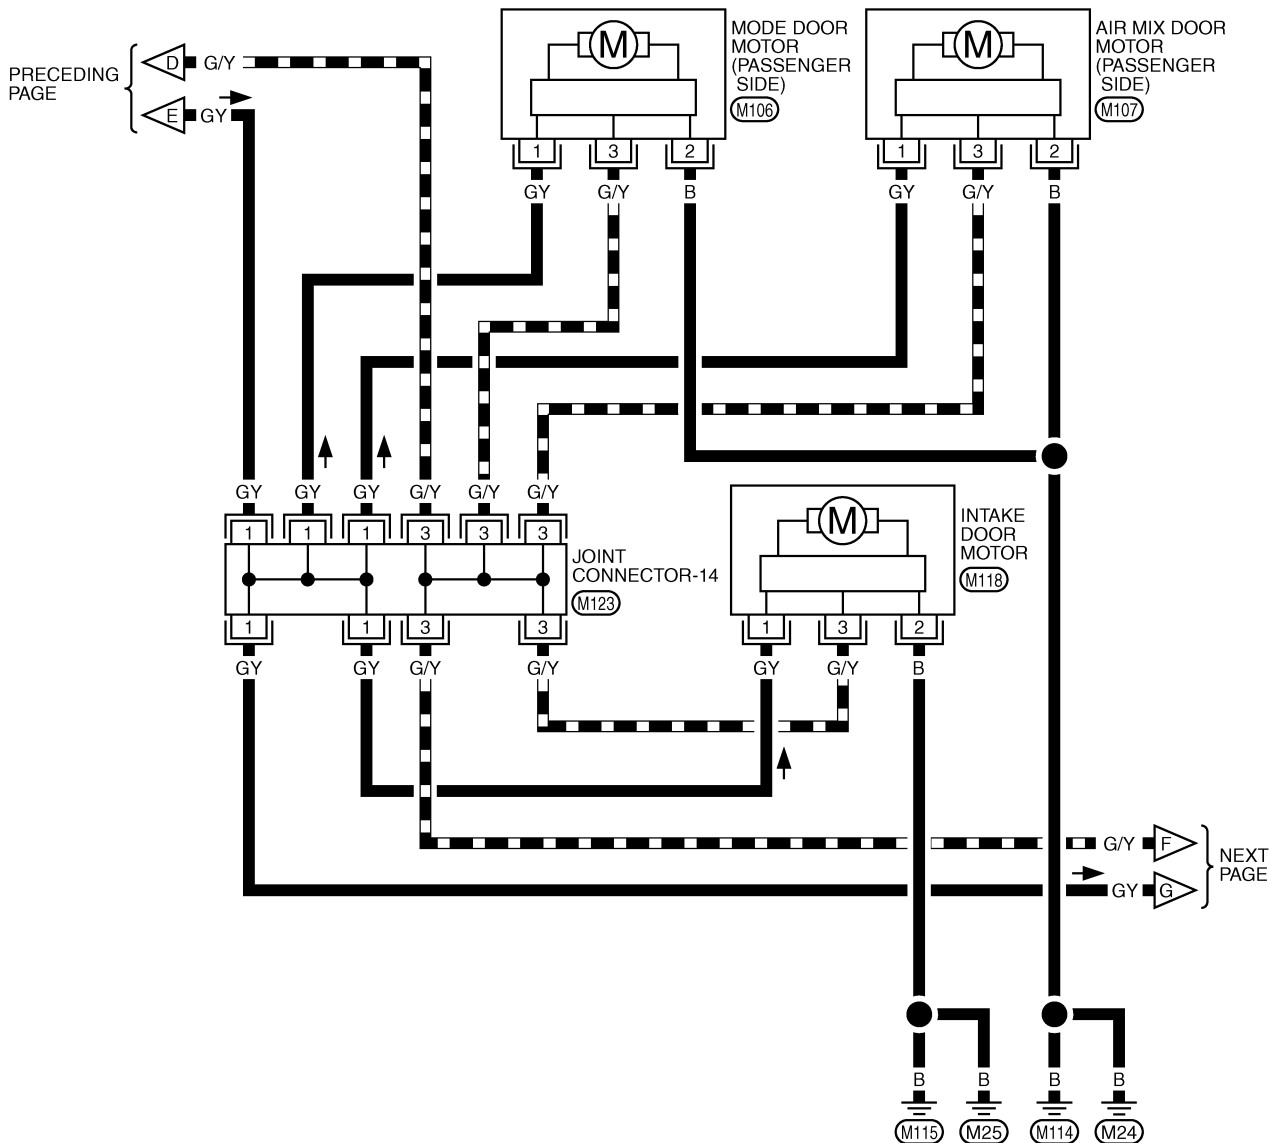 PRECEDING
PAGE
D
G/Y
E
GY
M
MODE DOOR
MOTOR
(PASSENGER
SIDE)
M106
1 3 2
GY G/Y B
M
AIR MIX DOOR
MOTOR
(PASSENGER
SIDE)
M107
1 3 2
GY G/Y B
GY GY GY G/Y G/Y G/Y
1 1 1 3 3 3
JOINT
CONNECTOR-14
M123
1 1 3 3
GY GY G/Y G/Y
M
INTAKE
DOOR
MOTOR
M118
1 3 2
GY G/Y B
G/Y F
GY G
NEXT
PAGE
B B B B
M115 M25 M114 M24